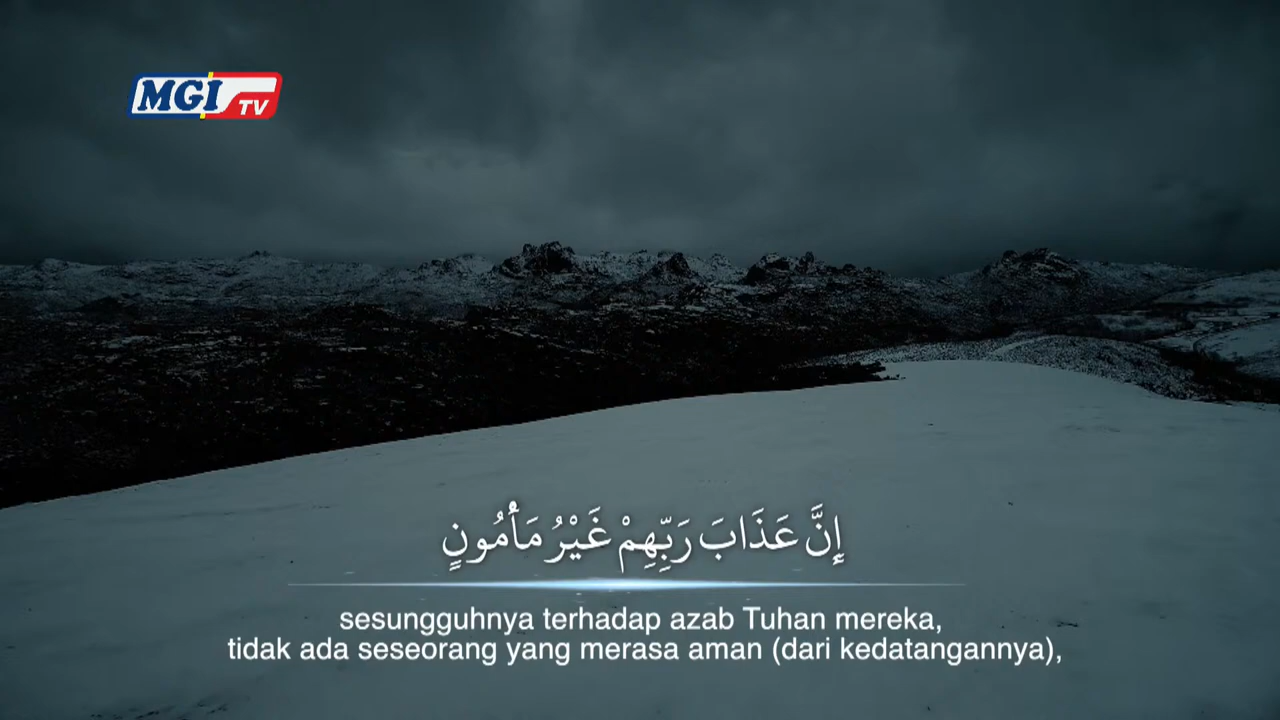 MGI TV
إِنَّ عَذَابَ رَبِّهِمْ غَيْرُ مَأْمُونٍ
sesungguhnya terhadap azab Tuhan mereka,
tidak ada seseorang yang merasa aman (dari kedatangannya),